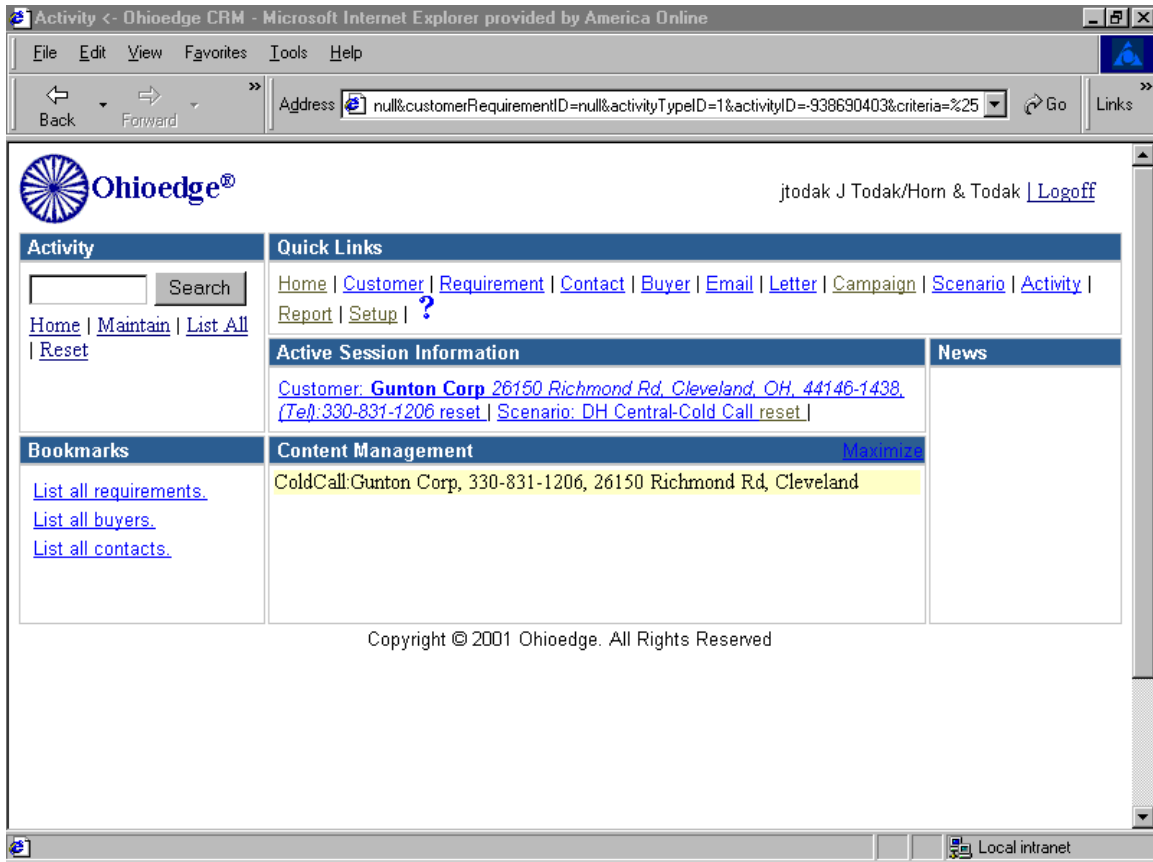 Activity <- Ohioedge CRM - Microsoft Internet Explorer provided by America Online
File Edit View Favorites Tools Help
Back Forward » Address null&customerRequirementID=null&activityTypeID=1&activityID=-938690403&criteria=%25 Go Links »
Ohioedge®
jtodak J Todak/Horn & Todak | Logoff
Activity
Search
Home | Maintain | List All
| Reset
Quick Links
Home | Customer | Requirement | Contact | Buyer | Email | Letter | Campaign | Scenario | Activity |
Report | Setup | ?
Active Session Information
Customer: Gunton Corp 26150 Richmond Rd, Cleveland, OH, 44146-1438,
(Tel):330-831-1206 reset | Scenario: DH Central-Cold Call reset |
News
Bookmarks
List all requirements.
List all buyers.
List all contacts.
Content Management Maximize
ColdCall:Gunton Corp, 330-831-1206, 26150 Richmond Rd, Cleveland
Copyright © 2001 Ohioedge. All Rights Reserved
Local intranet